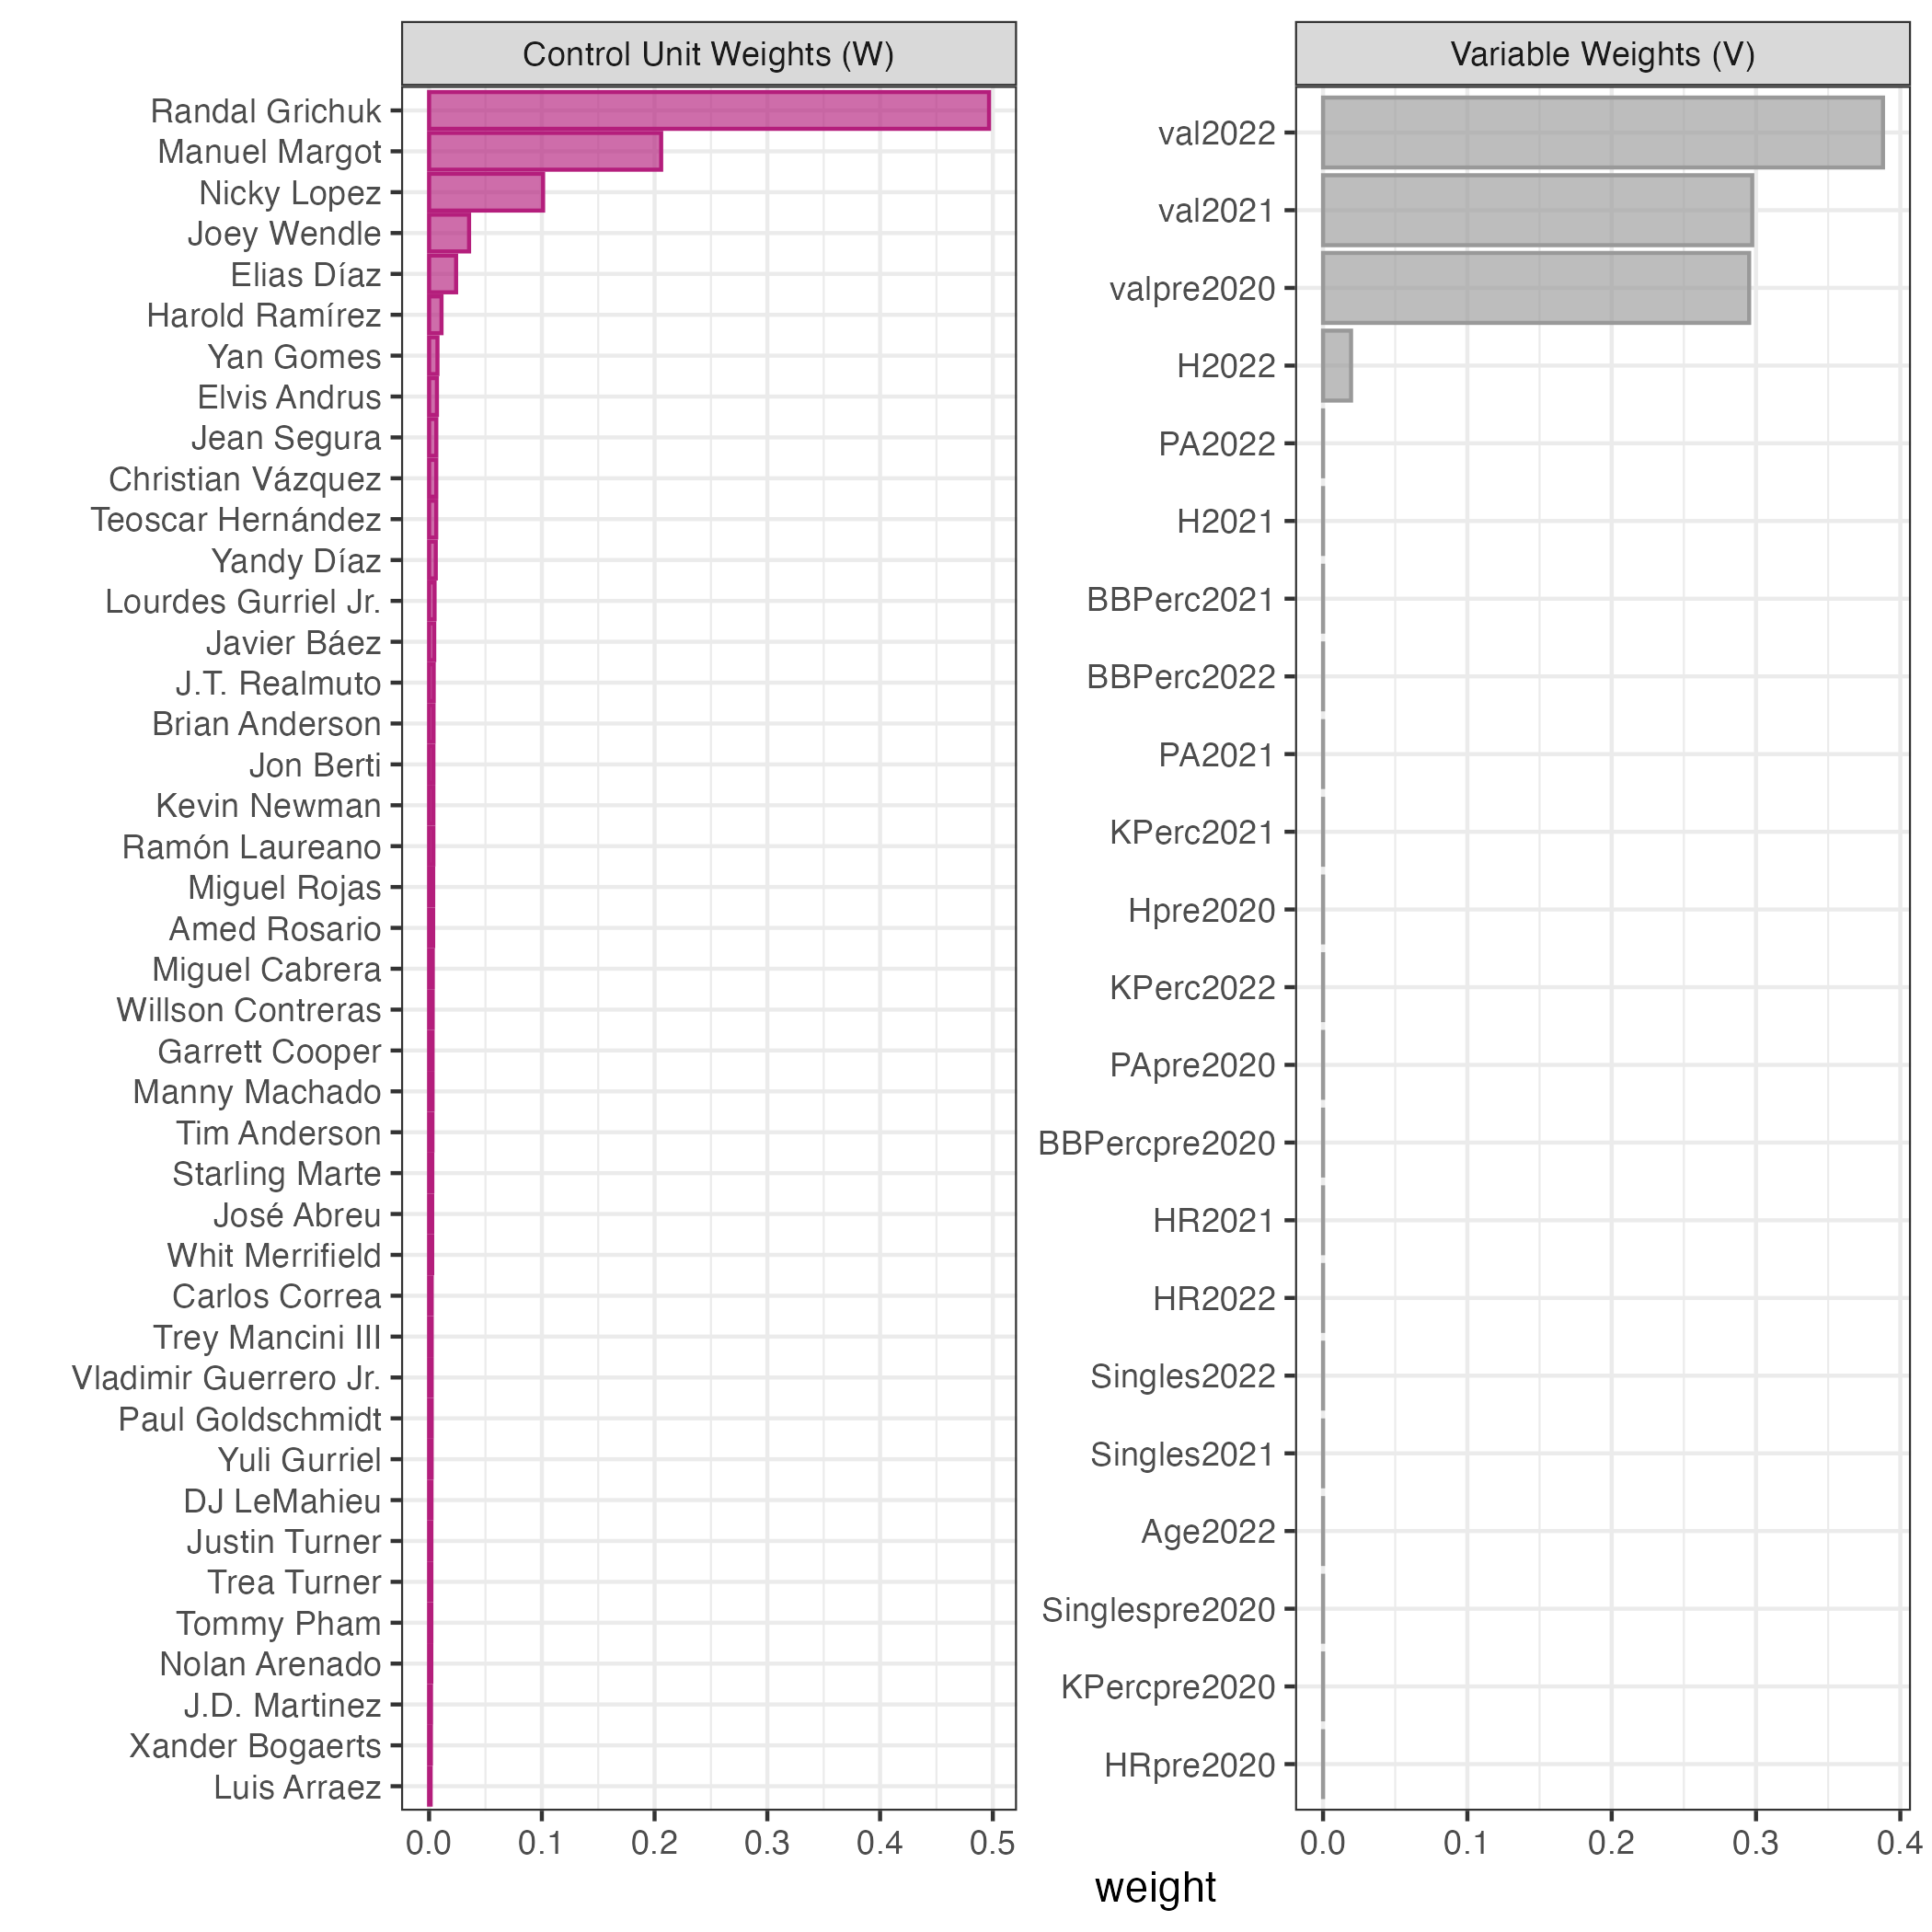 Control Unit Weights (W)
Randal Grichuk
Manuel Margot
Nicky Lopez
Joey Wendle
Elias Díaz
Harold Ramírez
Yan Gomes
Elvis Andrus
Jean Segura
Christian Vázquez
Teoscar Hernández
Yandy Díaz
Lourdes Gurriel Jr.
Javier Báez
J.T. Realmuto
Brian Anderson
Jon Berti
Kevin Newman
Ramón Laureano
Miguel Rojas
Amed Rosario
Miguel Cabrera
Willson Contreras
Garrett Cooper
Manny Machado
Tim Anderson
Starling Marte
José Abreu
Whit Merrifield
Carlos Correa
Trey Mancini III
Vladimir Guerrero Jr.
Paul Goldschmidt
Yuli Gurriel
DJ LeMahieu
Justin Turner
Trea Turner
Tommy Pham
Nolan Arenado
J.D. Martinez
Xander Bogaerts
Luis Arraez
0.0 0.1 0.2 0.3 0.4 0.5
Variable Weights (V)
val2022
val2021
valpre2020
H2022
PA2022
H2021
BBPerc2021
BBPerc2022
PA2021
KPerc2021
Hpre2020
KPerc2022
PApre2020
BBPercpre2020
HR2021
HR2022
Singles2022
Singles2021
Age2022
Singlespre2020
KPercpre2020
HRpre2020
0.0 0.1 0.2 0.3 0.4
weight